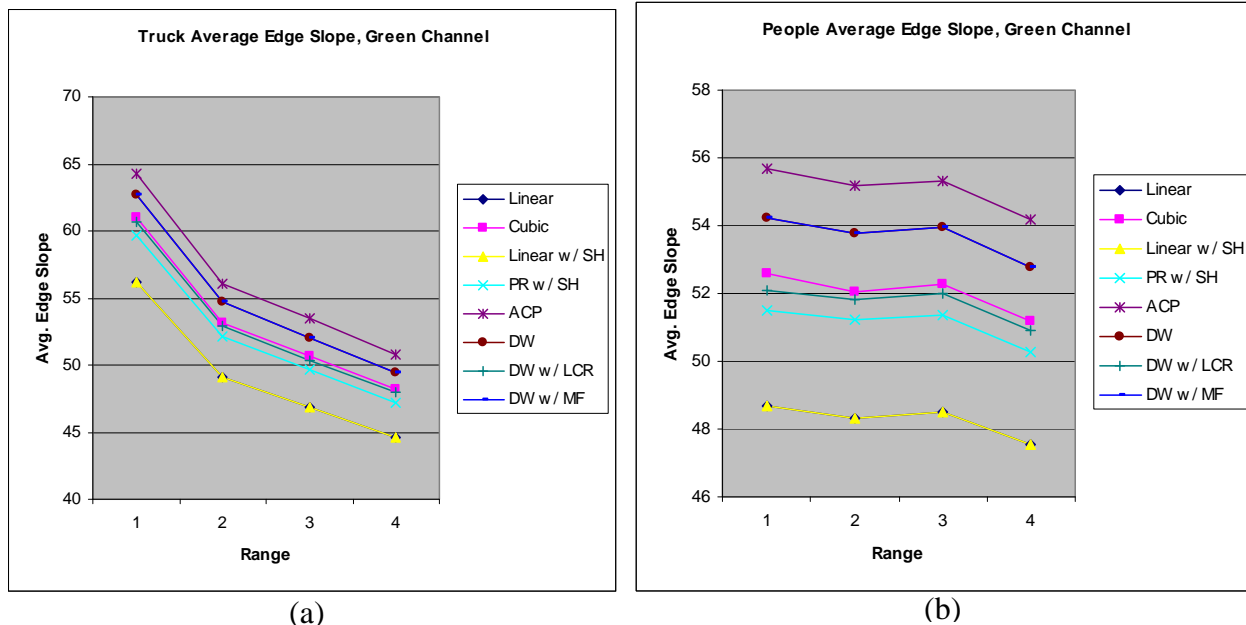 Truck Average Edge Slope, Green Channel
70
65
60
55
50
45
40
Avg. Edge Slope
1 2 3 4
Range
Linear
Cubic
Linear w/ SH
PR w/ SH
ACP
DW
DW w/ LCR
DW w/ MF
(a)
People Average Edge Slope, Green Channel
58
56
54
52
50
48
46
Avg. Edge Slope
1 2 3 4
Range
Linear
Cubic
Linear w/ SH
PR w/ SH
ACP
DW
DW w/ LCR
DW w/ MF
(b)